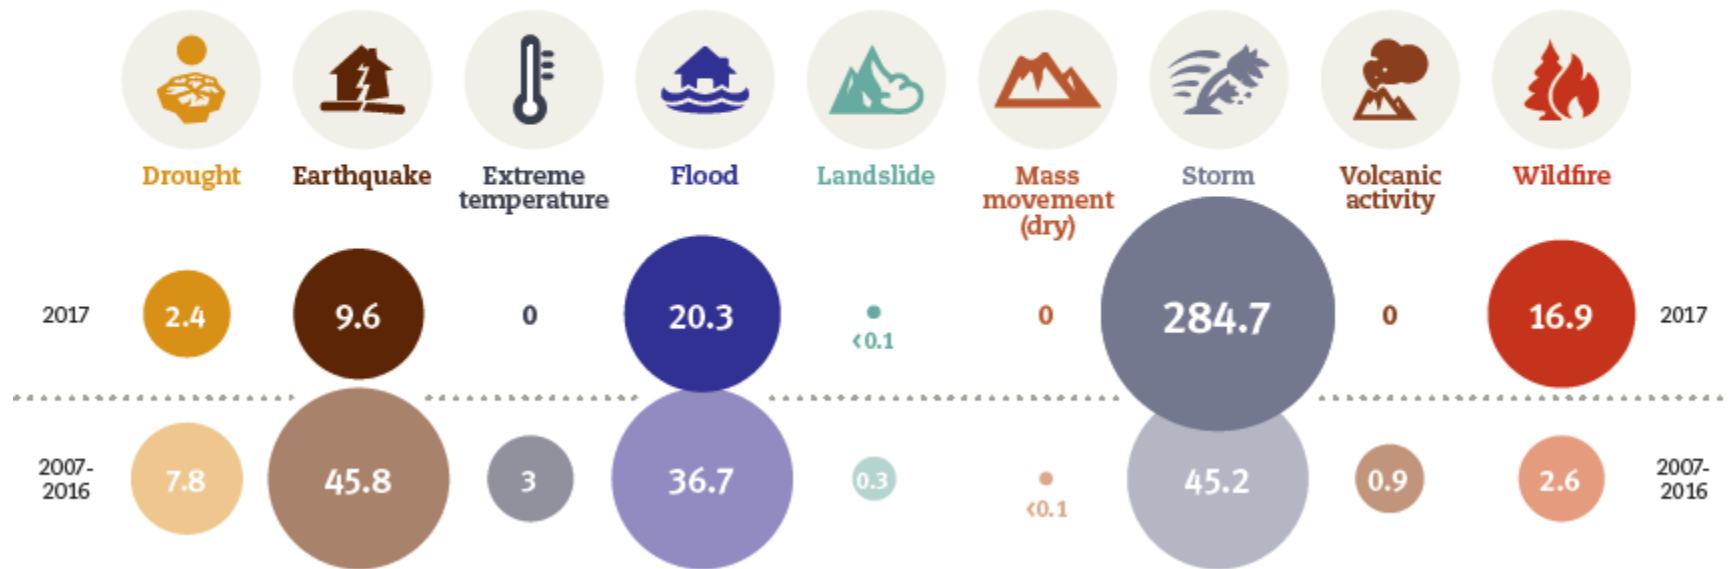 Drought
Earthquake
Extreme
temperature
Flood
Landslide
Mass
movement
(dry)
Storm
Volcanic
activity
Wildfire
2017
2.4
9.6
0
20.3
<0.1
0
284.7
0
16.9
2017
2007-
2016
7.8
45.8
3
36.7
0.3
<0.1
45.2
0.9
2.6
2007-
2016